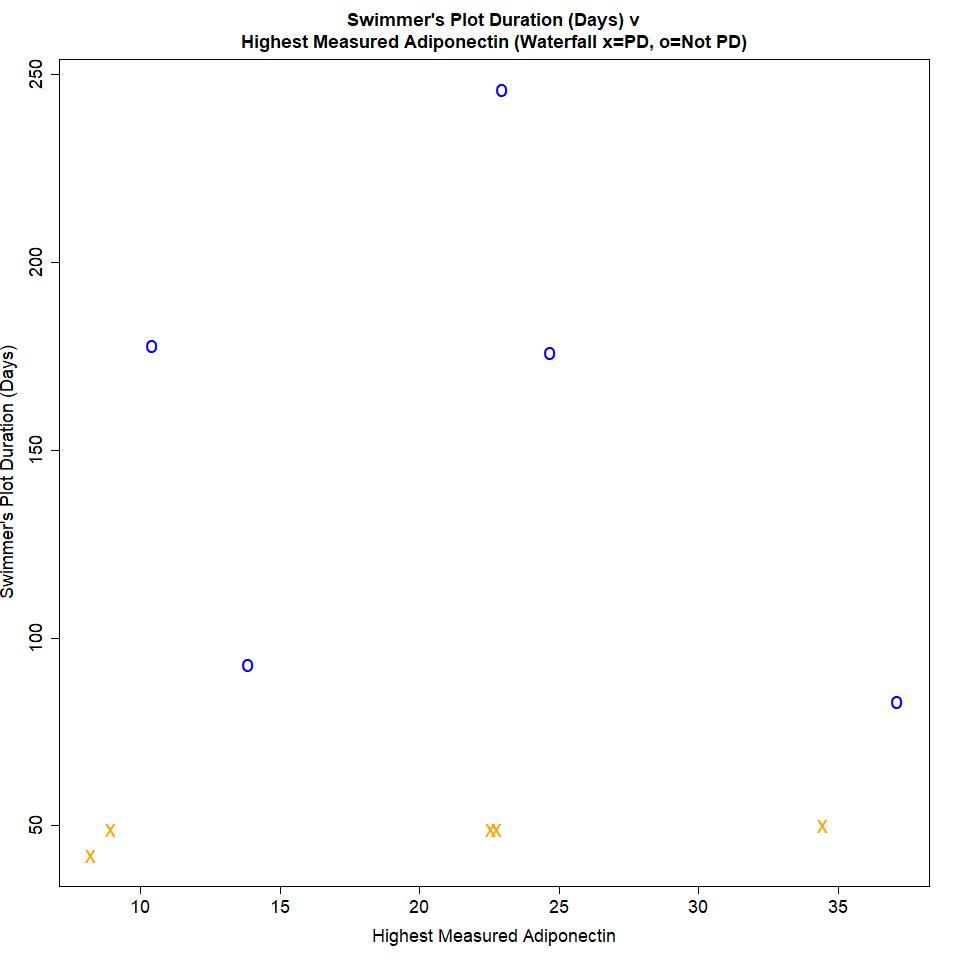 Swimmer's Plot Duration (Days) v
Highest Measured Adiponectin (Waterfall x=PD, o=Not PD)
Swimmer's Plot Duration (Days)
250
200
150
100
50
o
o
o
o
o
x
x
xx
x
10 15 20 25 30 35
Highest Measured Adiponectin